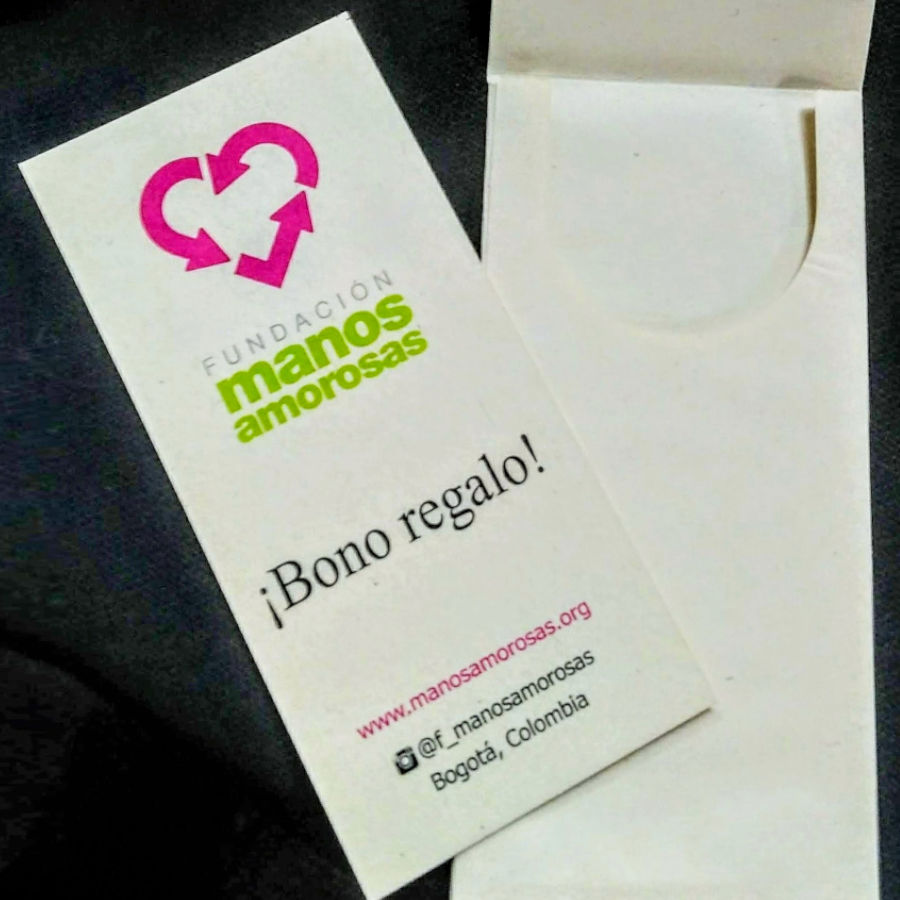 FUNDACIÓN
manos
amorosas
¡Bono regalo!
www.manosamorosas.org
@f_manosamorosas
Bogotá, Colombia